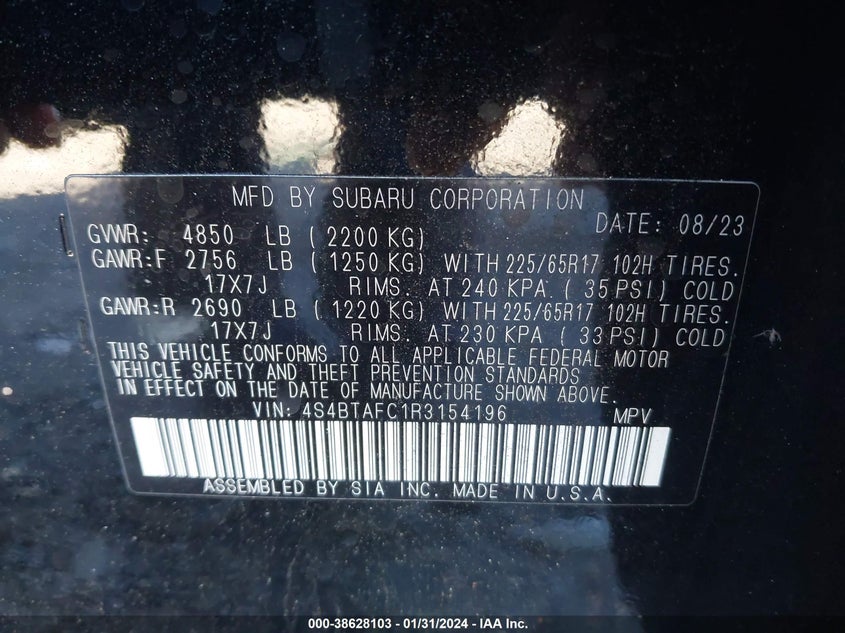 MFD BY SUBARU CORPORATION
DATE: 08/23
GVWR: 4850 LB ( 2200 KG)
GAWR:F 2756 LB ( 1250 KG) WITH 225/65R17 102H TIRES.
17X7J RIMS. AT 240 KPA ( 35 PSI) COLD
GAWR:R 2690 LB ( 1220 KG) WITH 225/65R17 102H TIRES.
17X7J RIMS. AT 230 KPA ( 33 PSI) COLD
THIS VEHICLE CONFORMS TO ALL APPLICABLE FEDERAL MOTOR
VEHICLE SAFETY AND THEFT PREVENTION STANDARDS
IN EFFECT ON THE DATE OF MANUFACTURE SHOWN ABOVE.
VIN: 4S4BTAFC1R3154196 MPV
ASSEMBLED BY SIA INC. MADE IN U.S.A.
000-38628103 - 01/31/2024 - IAA Inc.